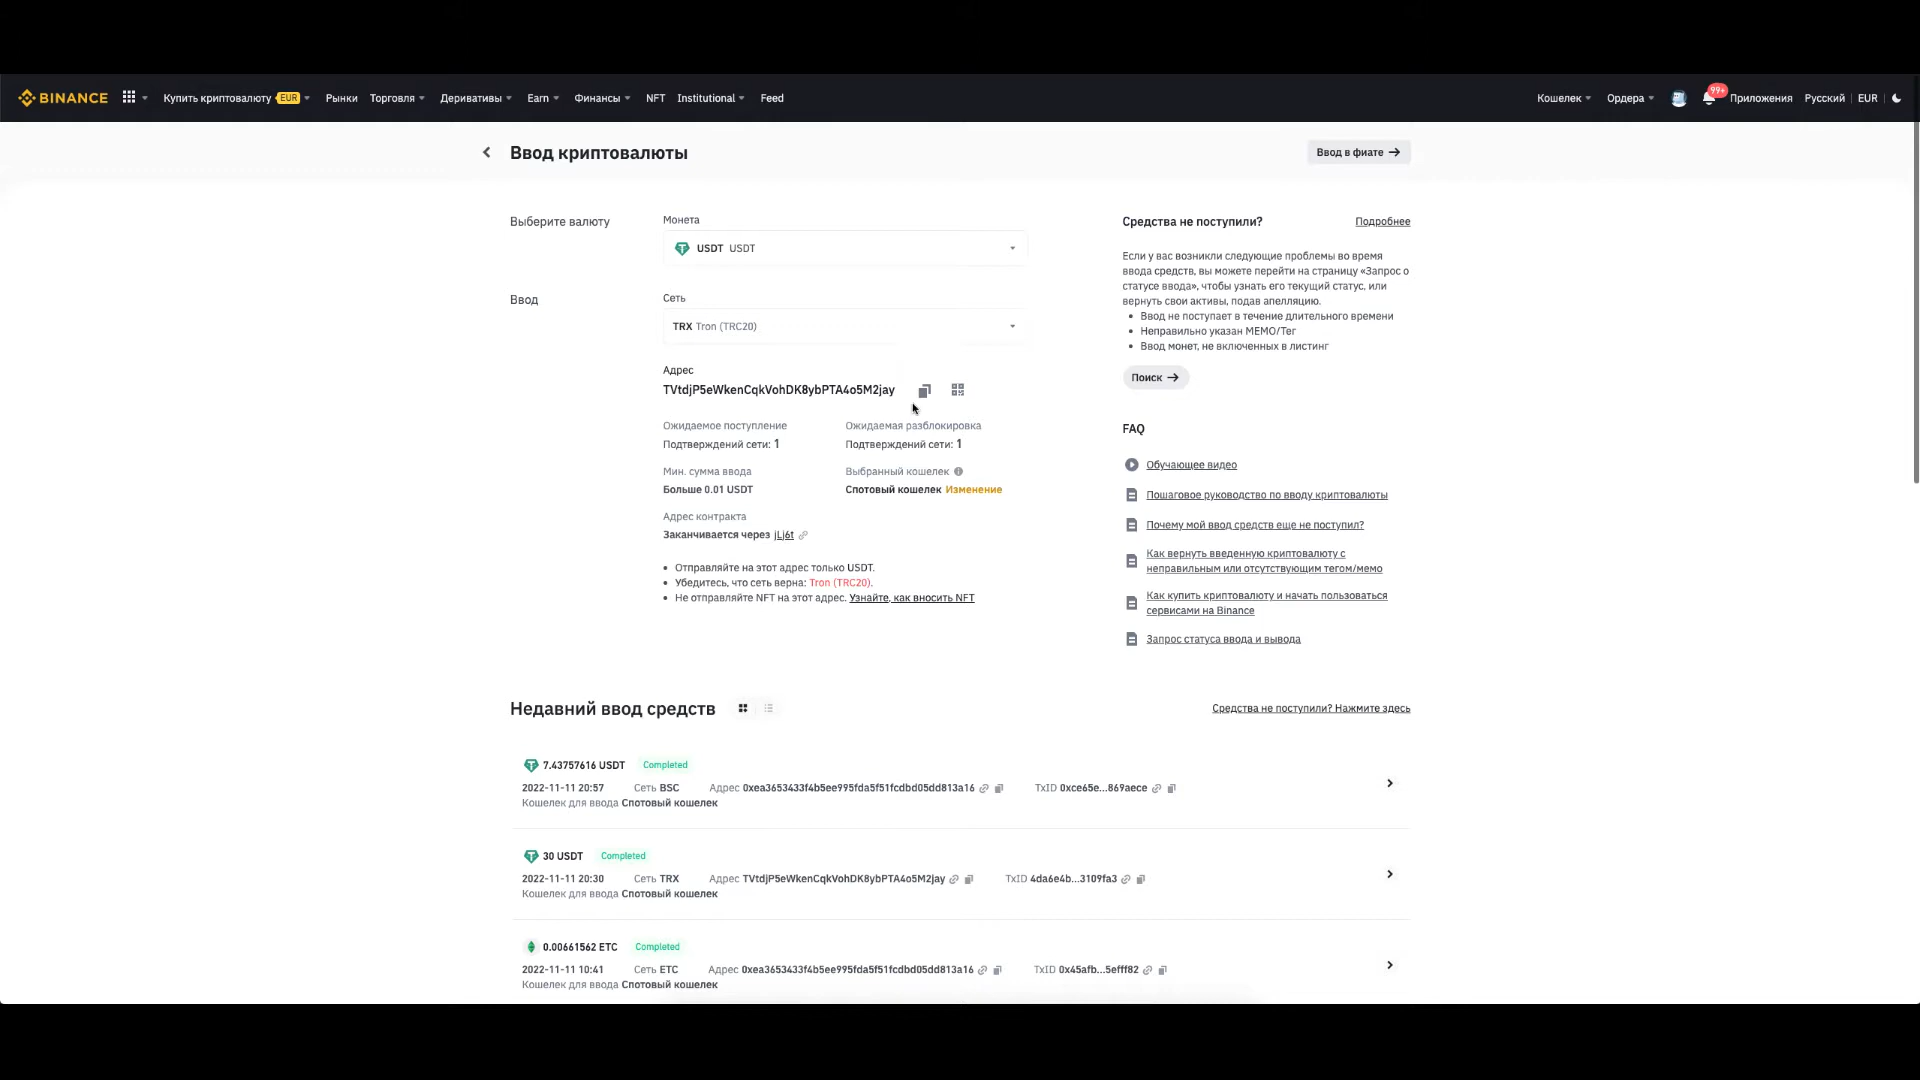 BINANCE Купить криптовалюту EUR Рынки Торговля Деривативы Earn Финансы NFT Institutional Feed Кошелек Ордера 99+ Приложения Русский EUR
Ввод криптовалюты Ввод в фиате →
Выберите валюту
Монета
USDT USDT
Ввод
Сеть
TRX Tron (TRC20)
Адрес
TVtdjP5eWkenCqkVohDK8ybPTA4o5M2jay
Ожидаемое поступление Ожидаемая разблокировка
Подтверждений сети: 1 Подтверждений сети: 1
Мин. сумма ввода Выбранный кошелек
Больше 0.01 USDT Спотовый кошелек Изменение
Адрес контракта
Заканчивается через jLj6t
• Отправляйте на этот адрес только USDT.
• Убедитесь, что сеть верна: Tron (TRC20).
• Не отправляйте NFT на этот адрес. Узнайте, как вносить NFT
Средства не поступили? Подробнее
Если у вас возникли следующие проблемы во время
ввода средств, вы можете перейти на страницу «Запрос о
статусе ввода», чтобы узнать его текущий статус, или
вернуть свои активы, подав апелляцию.
• Ввод не поступает в течение длительного времени
• Неправильно указан MEMO/Тег
• Ввод монет, не включенных в листинг
Поиск →
FAQ
Обучающее видео
Пошаговое руководство по вводу криптовалюты
Почему мой ввод средств еще не поступил?
Как вернуть введенную криптовалюту с
неправильным или отсутствующим тегом/мемо
Как купить криптовалюту и начать пользоваться
сервисами на Binance
Запрос статуса ввода и вывода
Недавний ввод средств Средства не поступили? Нажмите здесь
7.43757616 USDT Completed
2022-11-11 20:57 Сеть BSC Адрес 0xea3653433f4b5ee995fda5f51fcdbd05dd813a16 TxID 0xce65e...869aece
Кошелек для ввода Спотовый кошелек
30 USDT Completed
2022-11-11 20:30 Сеть TRX Адрес TVtdjP5eWkenCqkVohDK8ybPTA4o5M2jay TxID 4da6e4b...3109fa3
Кошелек для ввода Спотовый кошелек
0.00661562 ETC Completed
2022-11-11 10:41 Сеть ETC Адрес 0xea3653433f4b5ee995fda5f51fcdbd05dd813a16 TxID 0x45afb...5efff82
Кошелек для ввода Спотовый кошелек